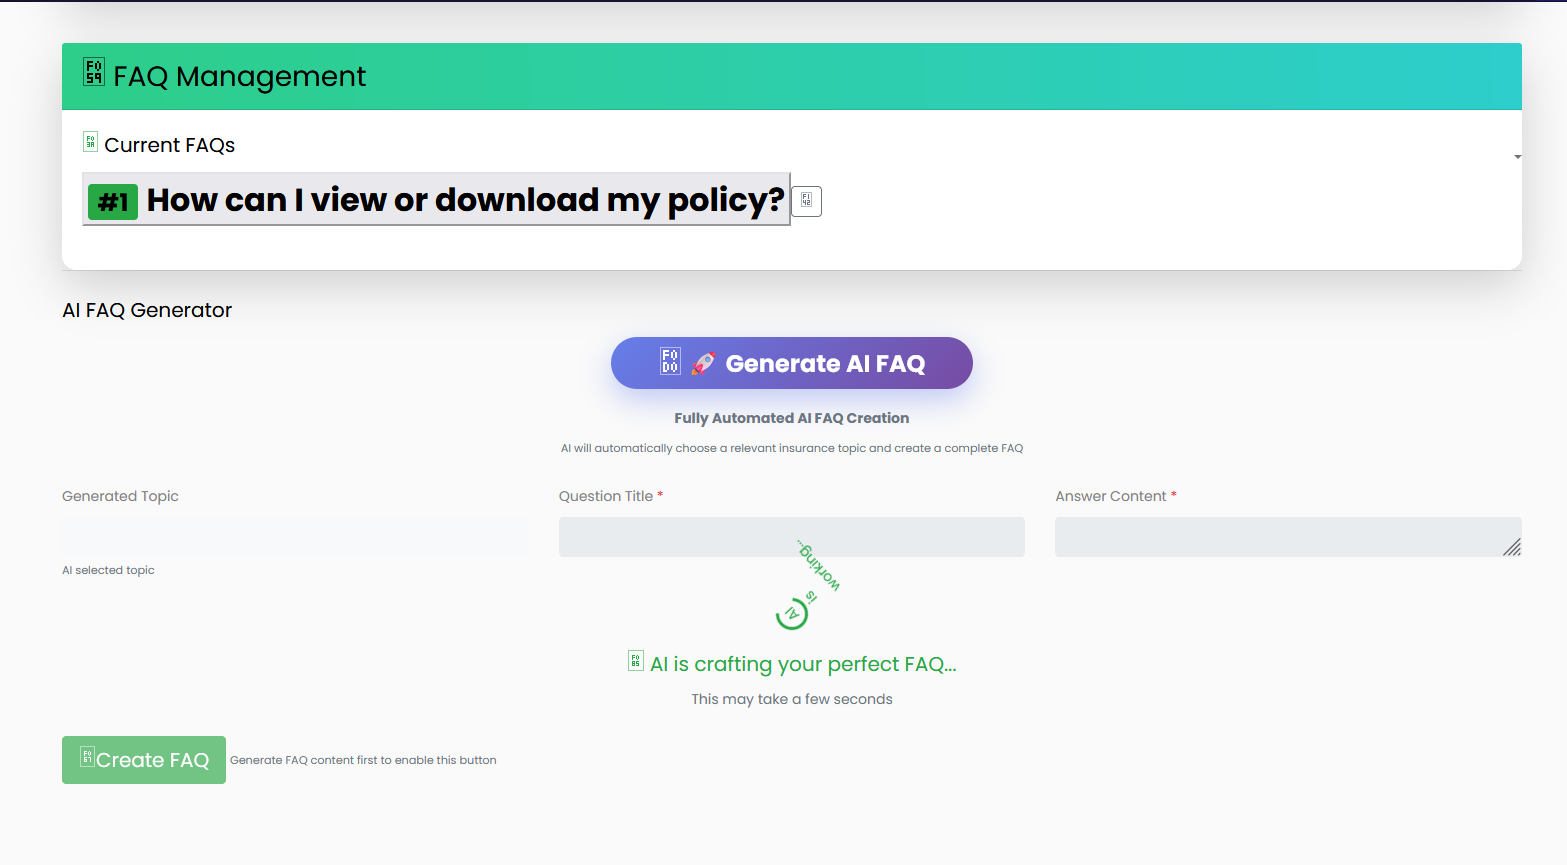 FAQ Management
Current FAQs
#1 How can I view or download my policy?
AI FAQ Generator
🚀 Generate AI FAQ
Fully Automated AI FAQ Creation
AI will automatically choose a relevant insurance topic and create a complete FAQ
Generated Topic
Question Title *
Answer Content *
AI selected topic
AI is working...
AI is crafting your perfect FAQ...
This may take a few seconds
Create FAQ
Generate FAQ content first to enable this button